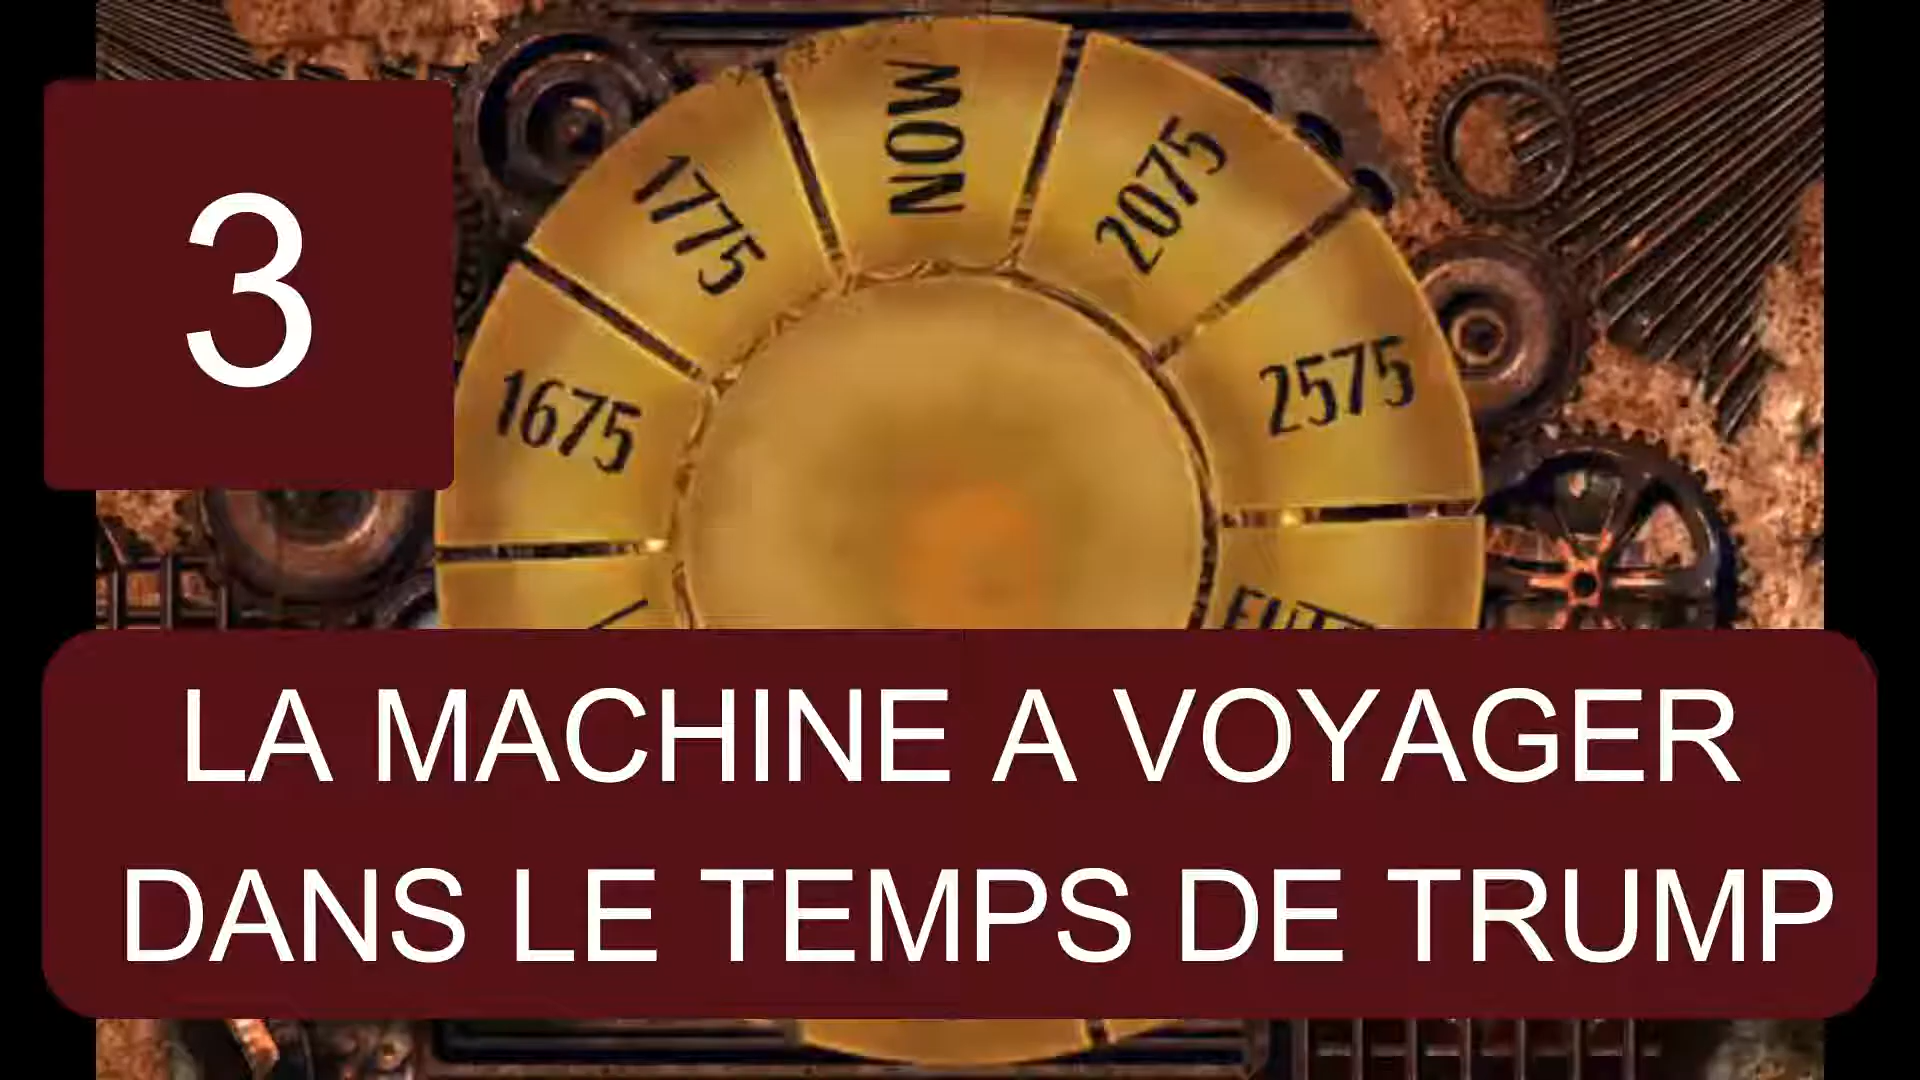 3
NOW
1775
2075
1675
2575
LA MACHINE A VOYAGER
DANS LE TEMPS DE TRUMP